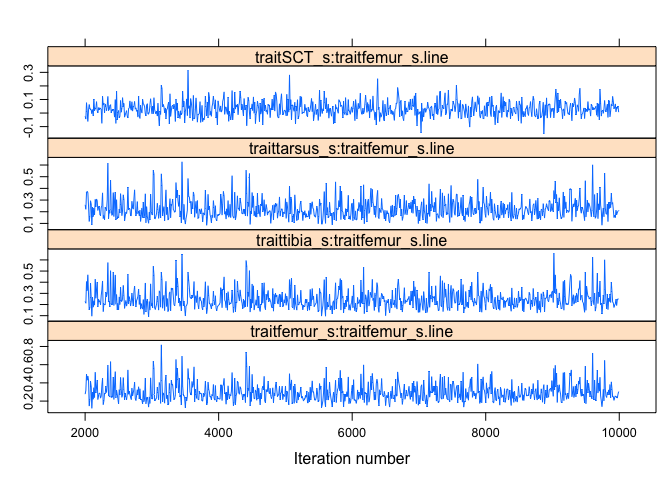 traitSCT_s:traitfemur_s.line
-0.1 0.1 0.3
traittarsus_s:traitfemur_s.line
0.1 0.3 0.5
traittibia_s:traitfemur_s.line
0.1 0.3 0.5
traitfemur_s:traitfemur_s.line
0.20.40.60.8
2000 4000 6000 8000 10000
Iteration number